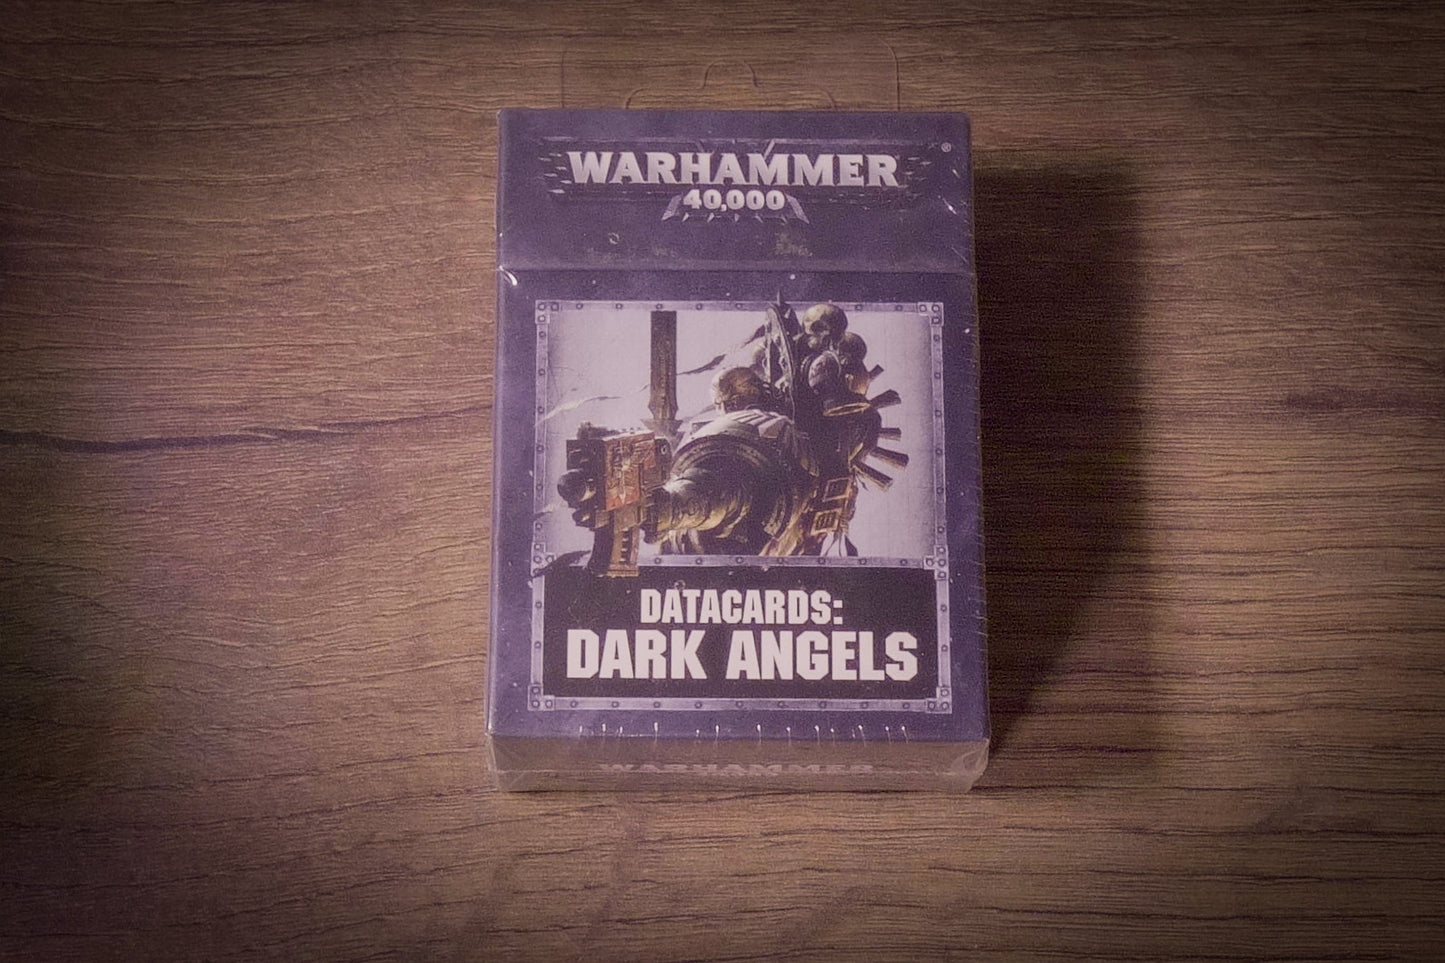 WARHAMMER®
40,000
DATACARDS:
DARK ANGELS
WARHAMMER